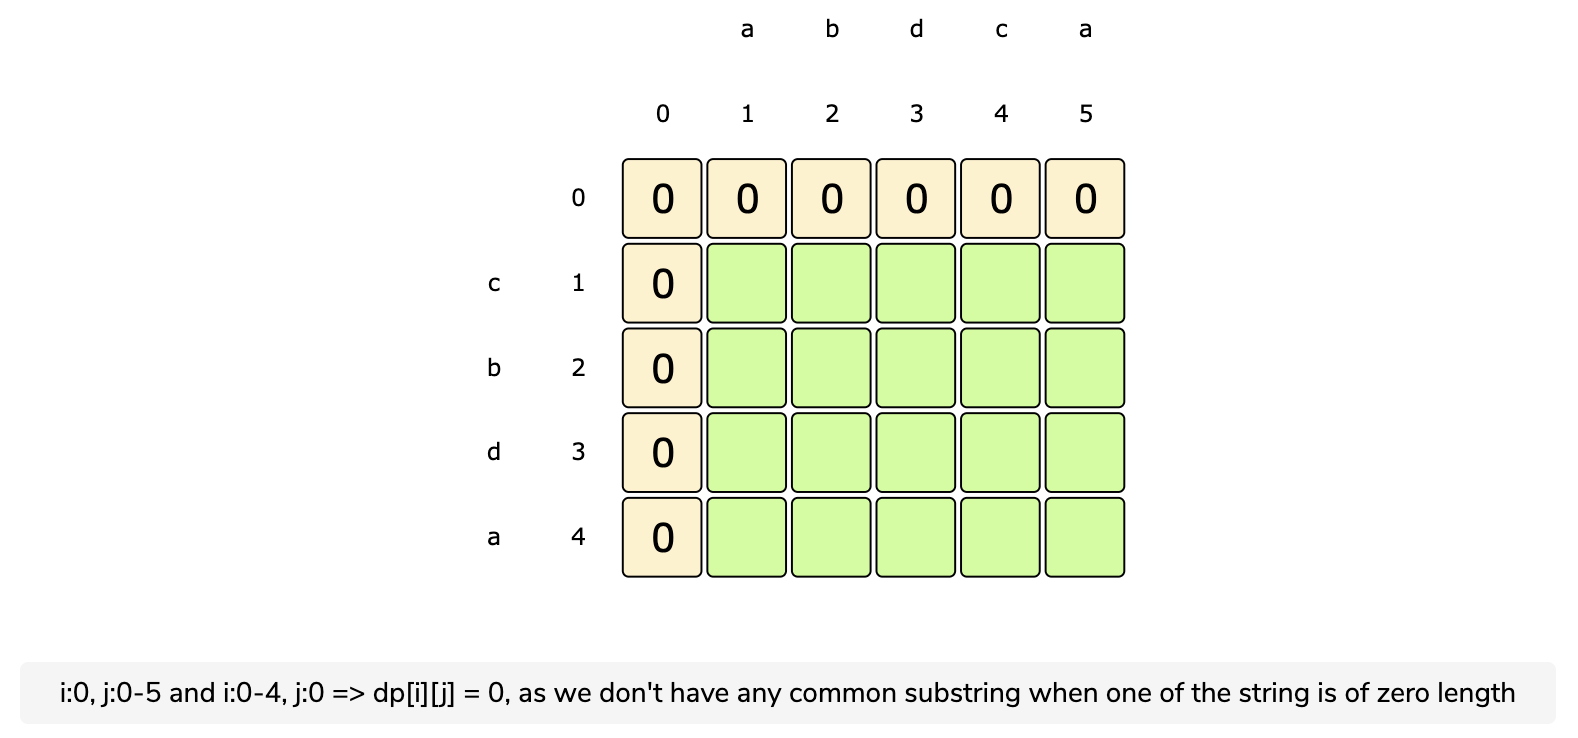 a b d c a
0 1 2 3 4 5
0 0 0 0 0 0 0
c 1 0
b 2 0
d 3 0
a 4 0
i:0, j:0-5 and i:0-4, j:0 => dp[i][j] = 0, as we don't have any common substring when one of the string is of zero length